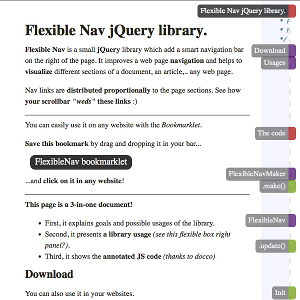 Flexible Nav jQuery library.
Flexible Nav jQuery library.
Flexible Nav is a small jQuery library which add a smart navigation bar
on the right of the page. It improves a web page navigation and helps to
visualize different sections of a document, an article,.. any web page.
Download
Usages
Nav links are distributed proportionally to the page sections. See how
your scrollbar "weds" these links :)
You can easily use it on any website with the Bookmarklet.
The code
Save this bookmark by drag and dropping it in your bar...
FlexibleNav bookmarklet
...and click on it in any website!
FlexibleNavMaker
.make()
This page is a 3-in-one document!
First, it explains goals and possible usages of the library.
FlexibleNav
Second, it presents a library usage (see this flexible box right
panel?).
.update()
Third, it shows the annotated JS code (thanks to docco)
Download
You can also use it in your websites.
Init